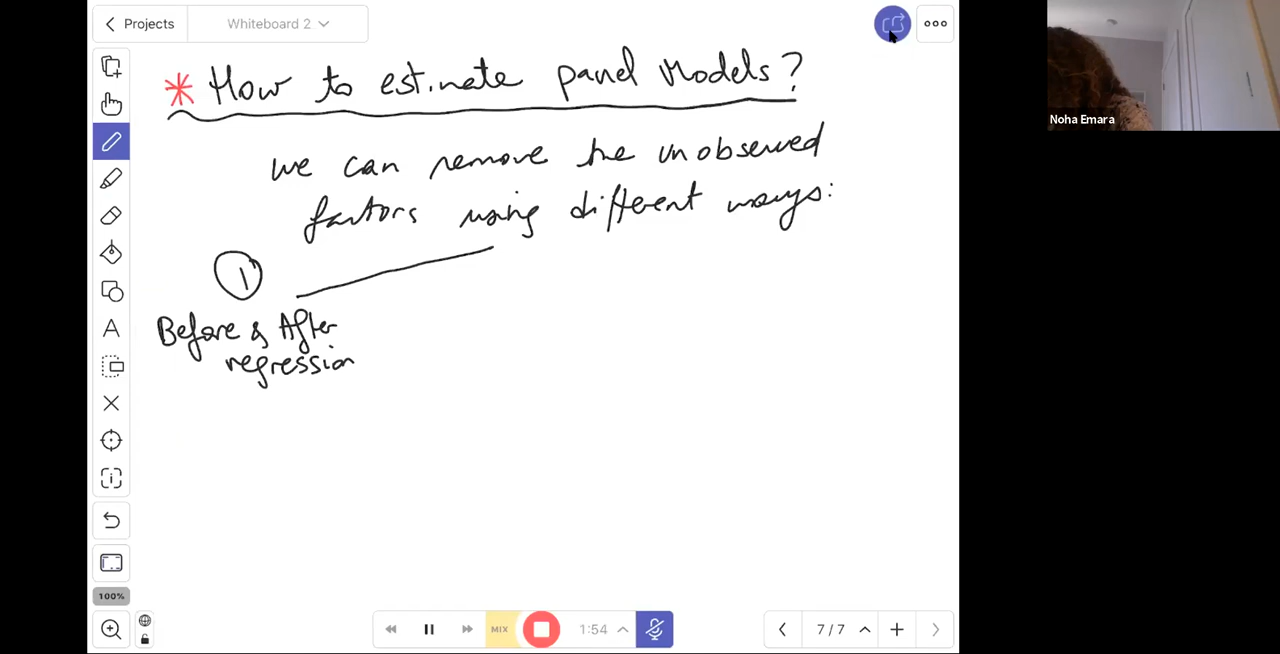 Projects
Whiteboard 2
* How to estimate panel Models?
we can remove the unobserved
factors using different ways:
1
Before & After
regression
A
100%
MIX
1:54
7/7
Noha Emara